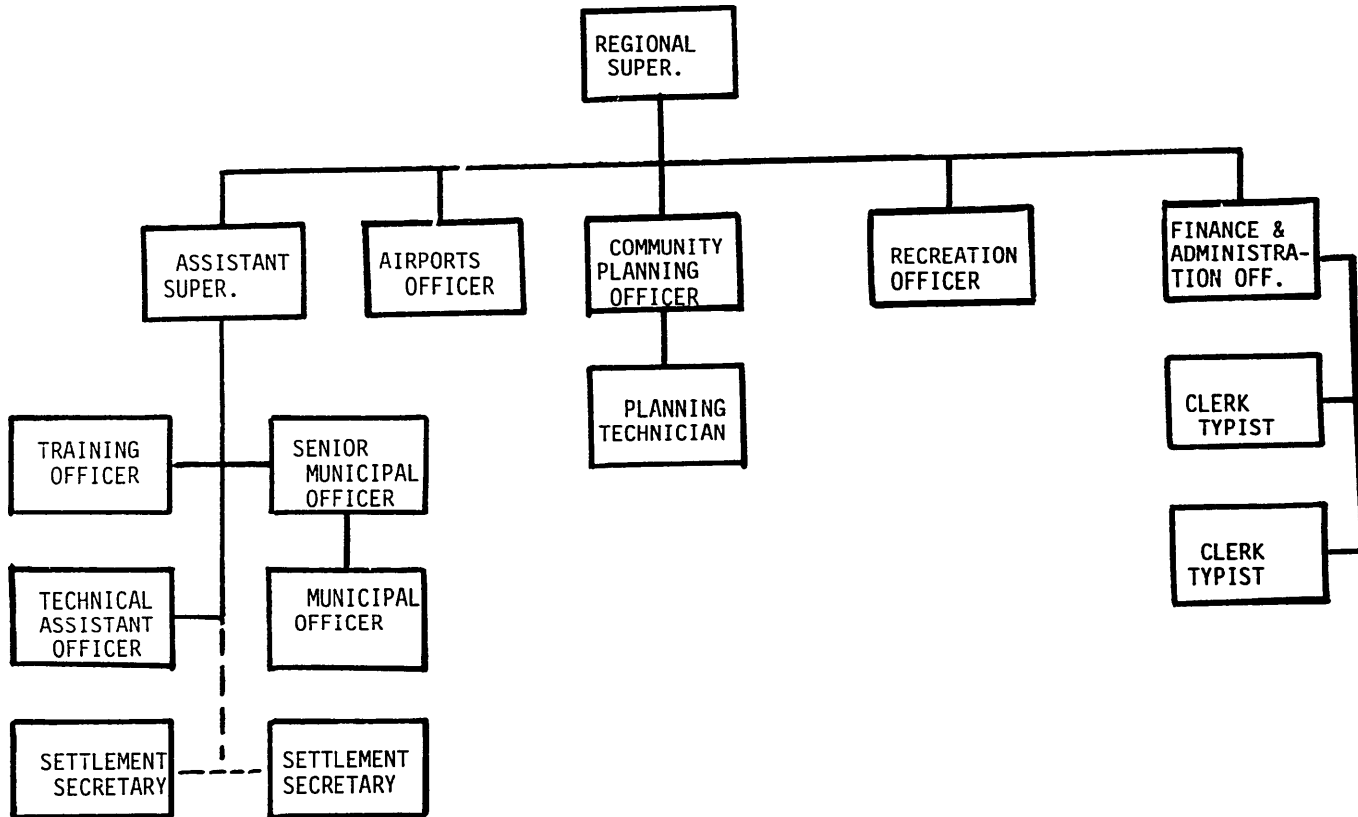 REGIONAL
SUPER.
ASSISTANT
SUPER.
AIRPORTS
OFFICER
COMMUNITY
PLANNING
OFFICER
RECREATION
OFFICER
FINANCE &
ADMINISTRA-
TION OFF.
PLANNING
TECHNICIAN
CLERK
TYPIST
TRAINING
OFFICER
SENIOR
MUNICIPAL
OFFICER
CLERK
TYPIST
TECHNICAL
ASSISTANT
OFFICER
MUNICIPAL
OFFICER
SETTLEMENT
SECRETARY
SETTLEMENT
SECRETARY